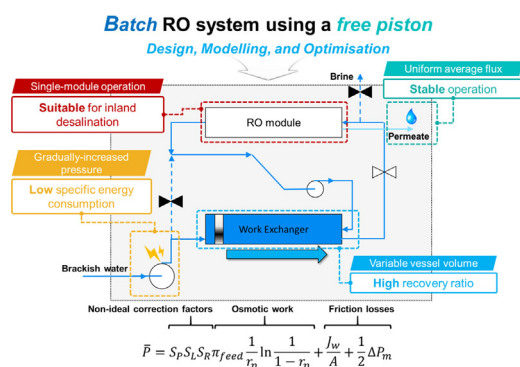 Batch RO system using a free piston
Design, Modelling, and Optimisation
Single-module operation
Suitable for inland
desalination
Brine
Uniform average flux
Stable operation
RO module
Permeate
Gradually-increased
pressure
Low specific energy
consumption
Work Exchanger
Brackish water
Variable vessel volume
High recovery ratio
Non-ideal correction factors Osmotic work Friction losses
P̄ = S_P S_L S_R π_feed 1/r_p ln 1/(1 − r_p) + J_w/A + 1/2 ΔP_m